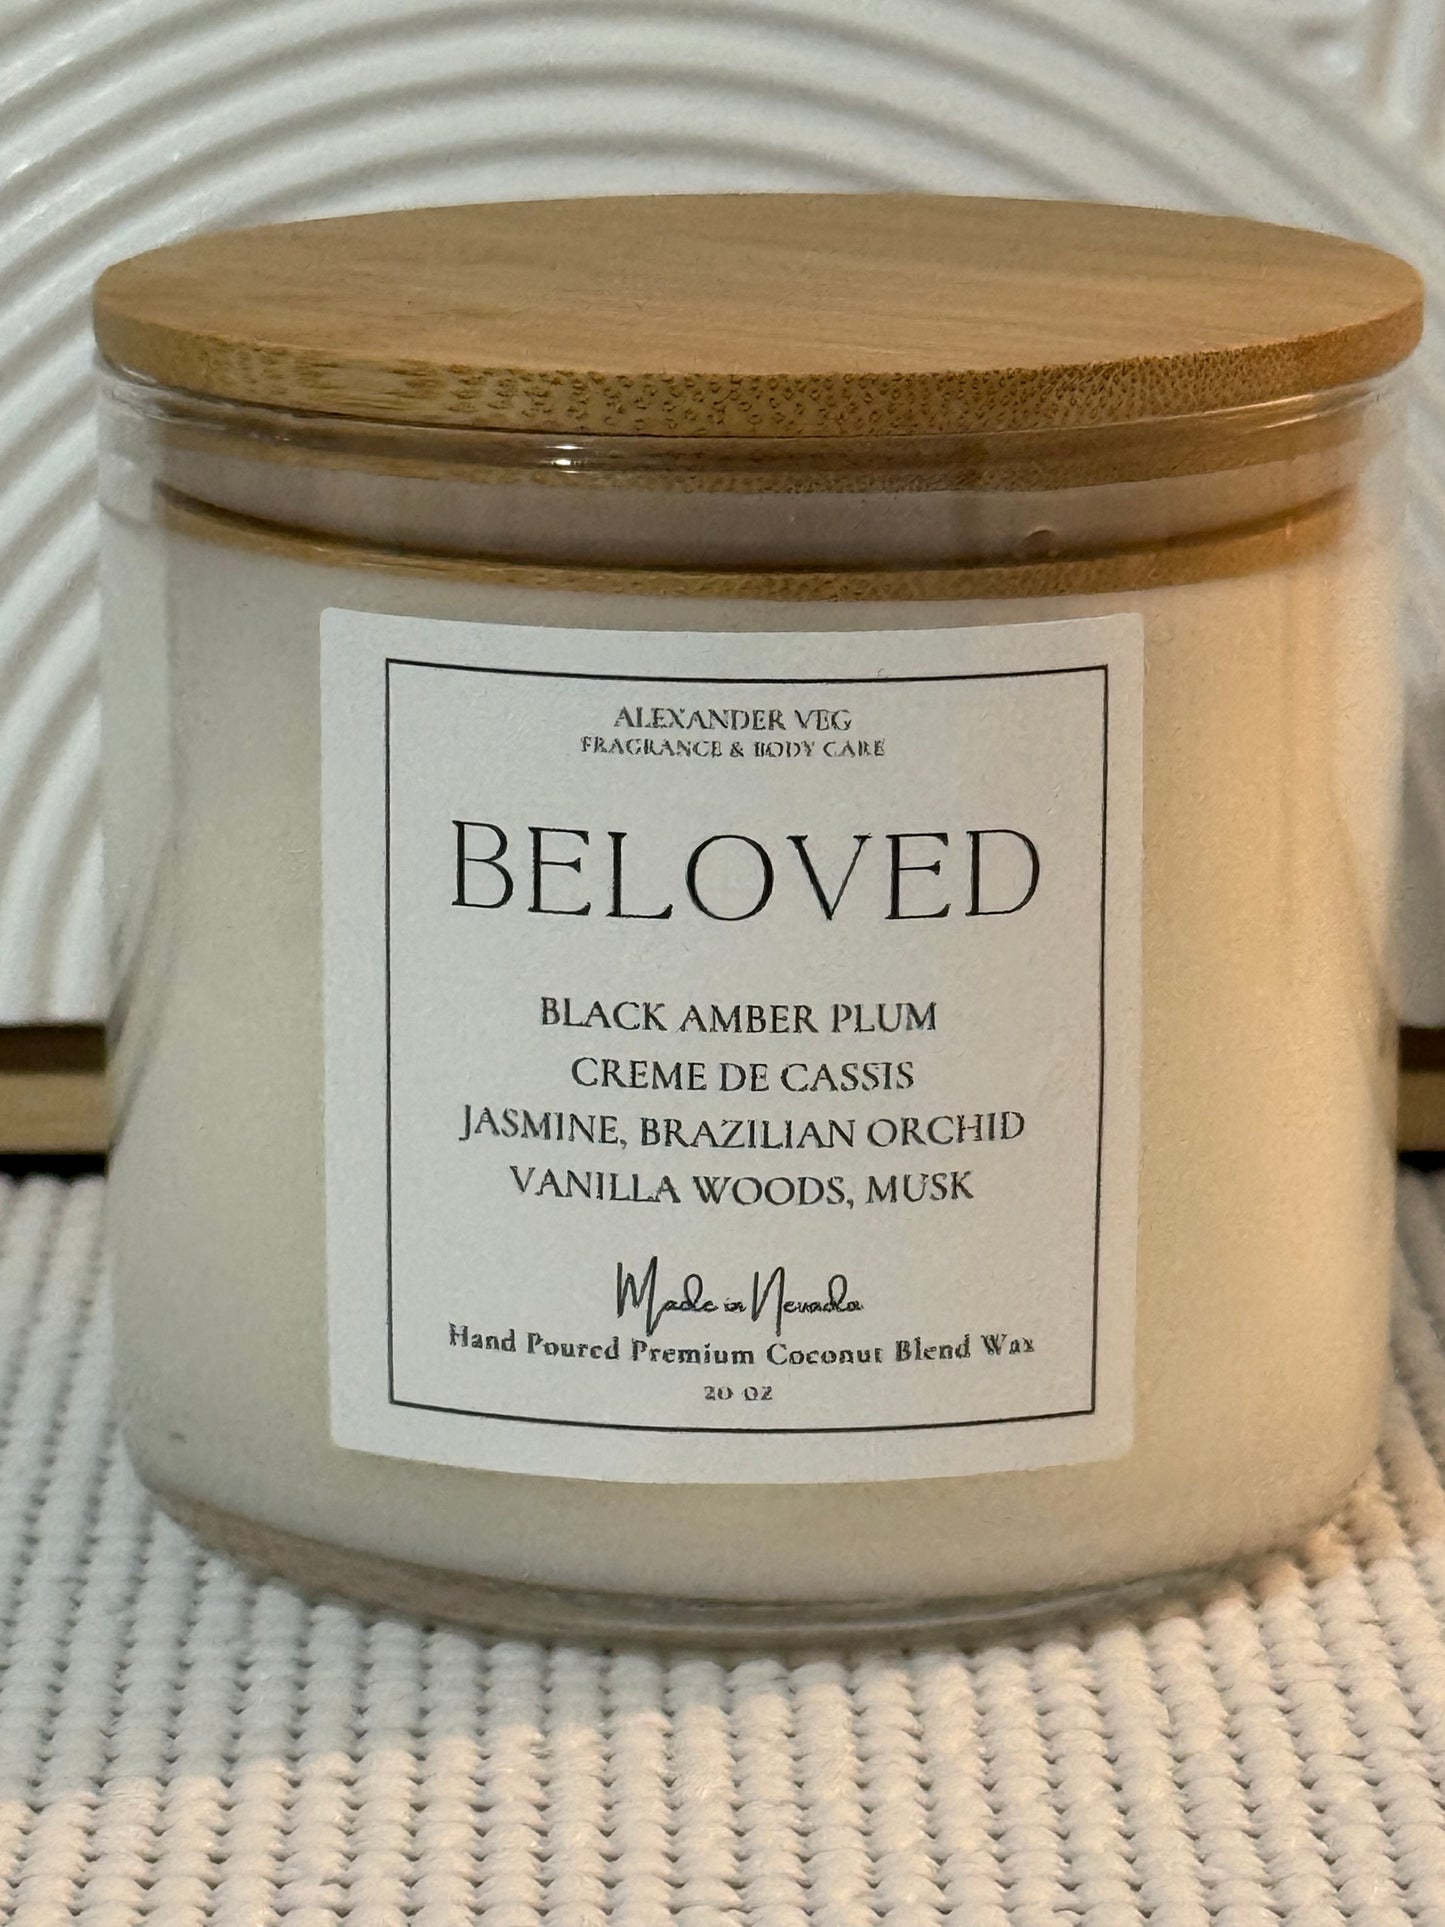 ALEXANDER VEG
FRAGRANCE & BODY CARE
BELOVED
BLACK AMBER PLUM
CREME DE CASSIS
JASMINE, BRAZILIAN ORCHID
VANILLA WOODS, MUSK
Made in Nevada
Hand Poured Premium Coconut Blend Wax
20 OZ